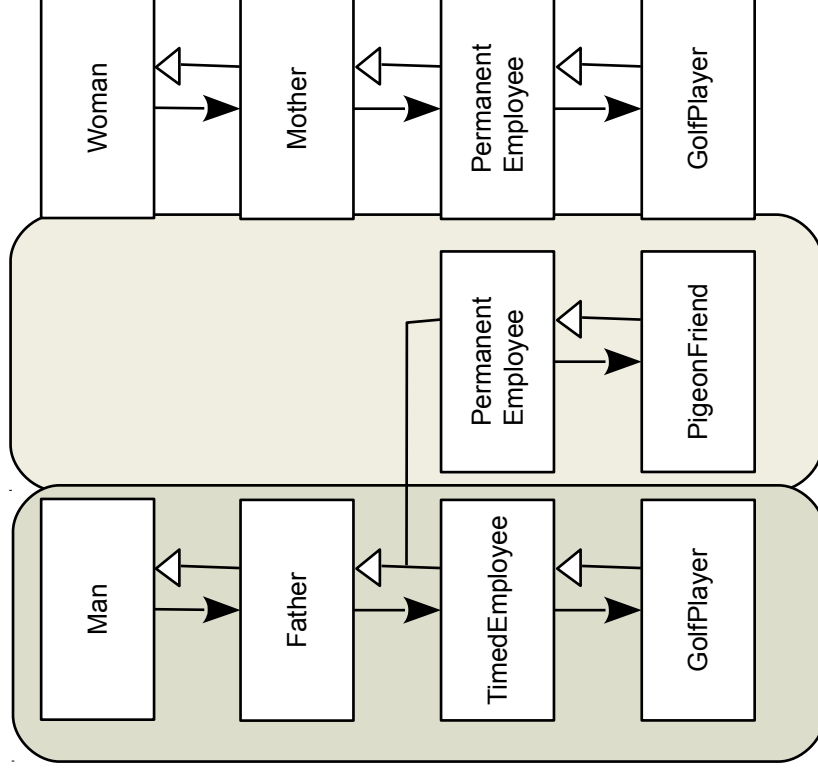 Man
Woman
Father
Mother
TimedEmployee
Permanent
Employee
Permanent
Employee
GolfPlayer
PigeonFriend
GolfPlayer